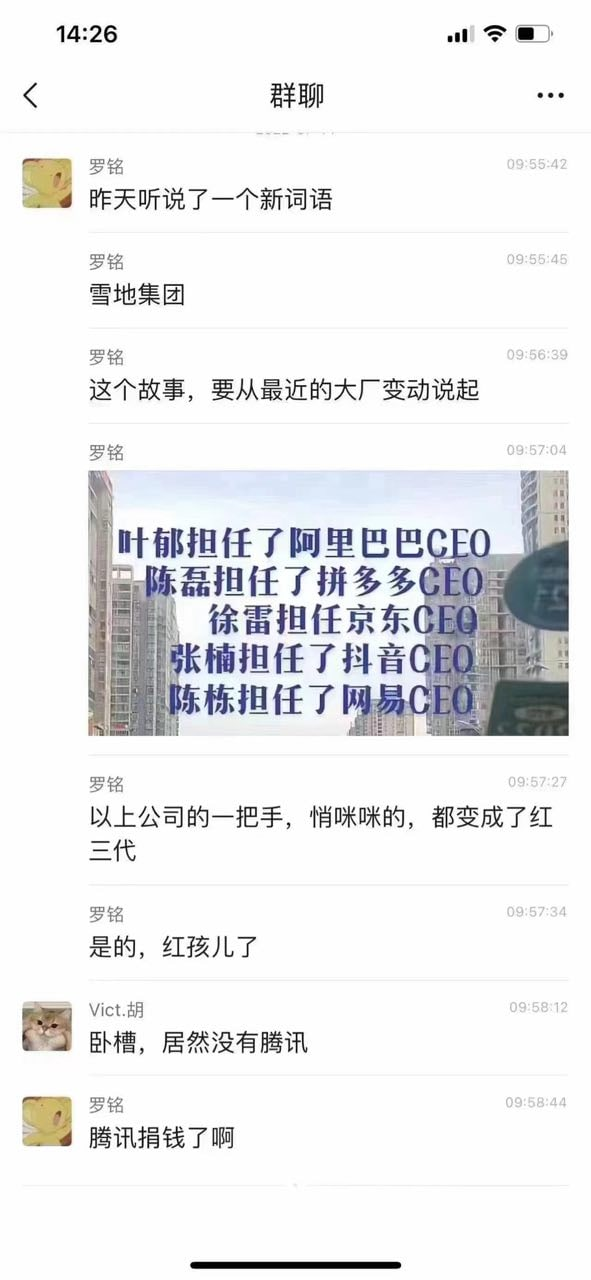 14:26
群聊
罗铭 09:55:42
昨天听说了一个新词语
罗铭 09:55:45
雪地集团
罗铭 09:56:39
这个故事，要从最近的大厂变动说起
罗铭 09:57:04
叶郁担任了阿里巴巴CEO
陈磊担任了拼多多CEO
徐雷担任京东CEO
张楠担任了抖音CEO
陈栋担任了网易CEO
罗铭 09:57:27
以上公司的一把手，悄咪咪的，都变成了红
三代
罗铭 09:57:34
是的，红孩儿了
Vict.胡 09:58:12
卧槽，居然没有腾讯
罗铭 09:58:44
腾讯捐钱了啊